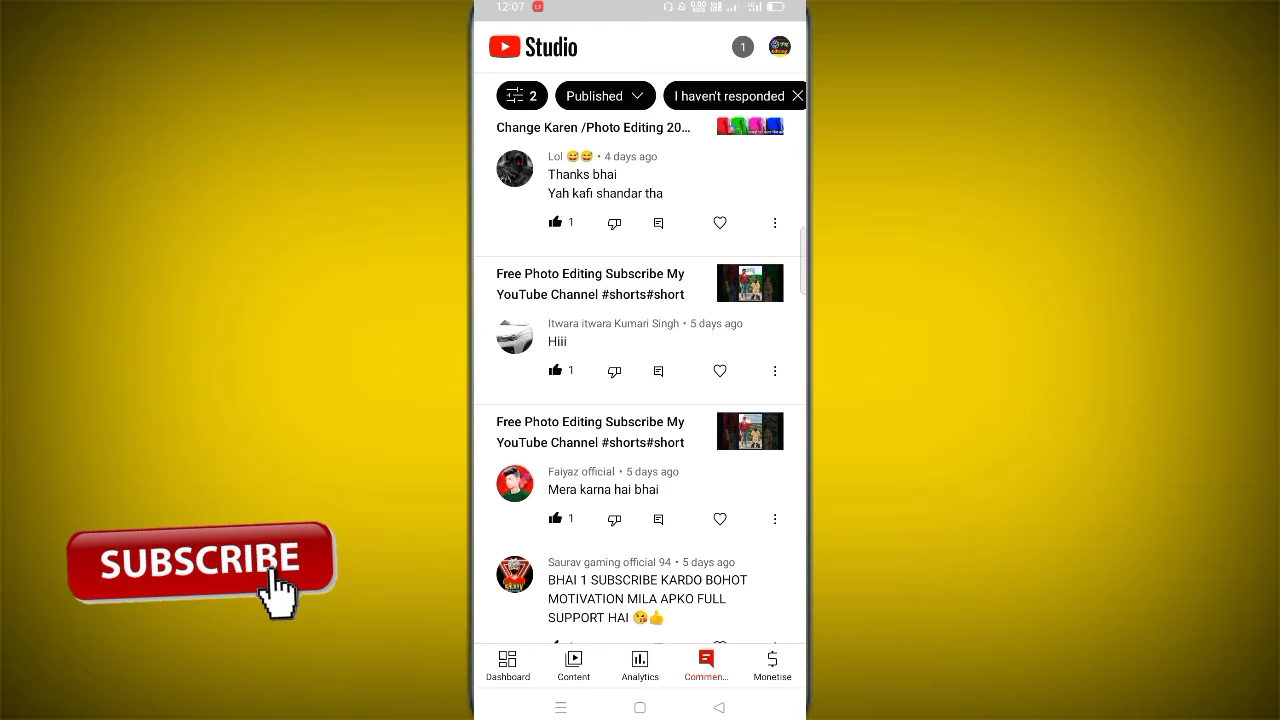 12:07
Studio
1
2
Published
I haven't responded
Change Karen /Photo Editing 20...
Lol 😅😅 • 4 days ago
Thanks bhai
Yah kafi shandar tha
1
Free Photo Editing Subscribe My
YouTube Channel #shorts#short
Itwara itwara Kumari Singh • 5 days ago
Hiii
1
Free Photo Editing Subscribe My
YouTube Channel #shorts#short
Faiyaz official • 5 days ago
Mera karna hai bhai
1
Saurav gaming official 94 • 5 days ago
BHAI 1 SUBSCRIBE KARDO BOHOT
MOTIVATION MILA APKO FULL
SUPPORT HAI 😘👍
SUBSCRIBE
Dashboard
Content
Analytics
Commen...
Monetise